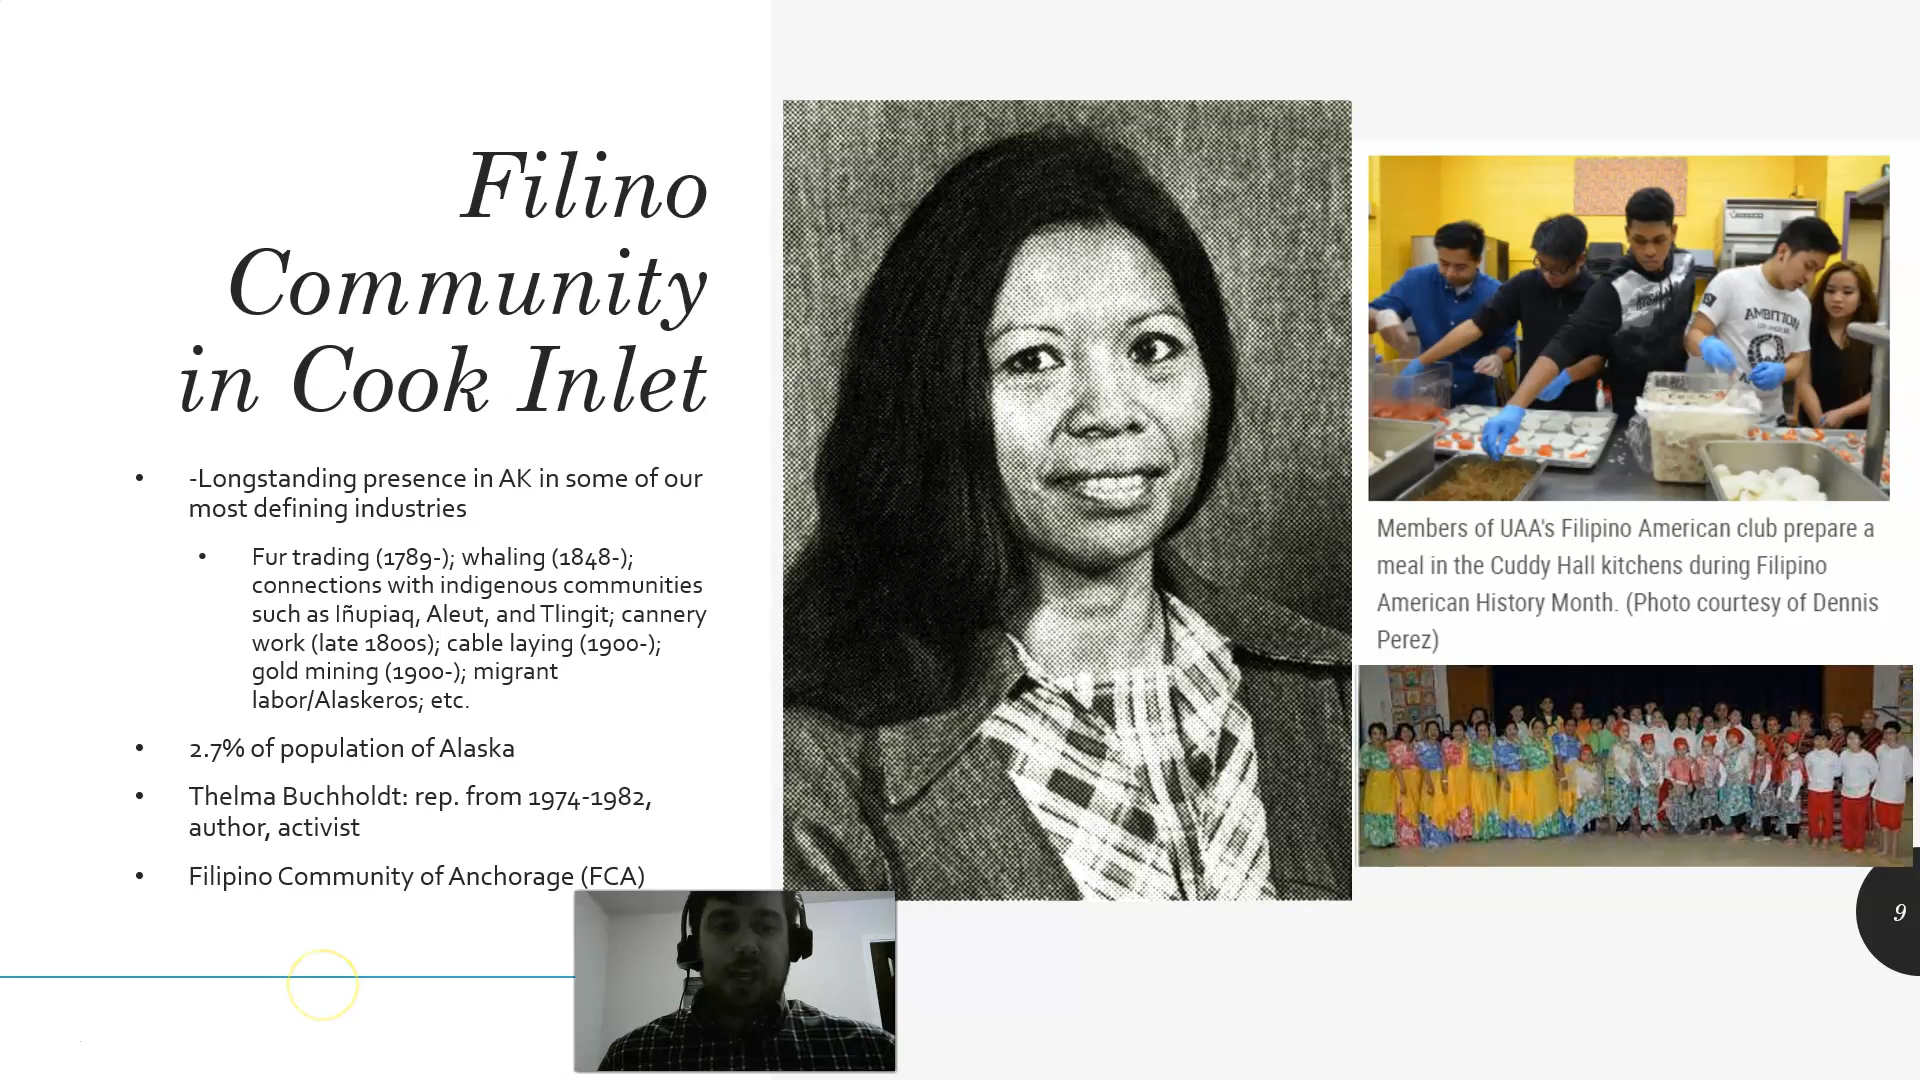 Filino
Community
in Cook Inlet
• -Longstanding presence in AK in some of our
most defining industries
• Fur trading (1789-); whaling (1848-);
connections with indigenous communities
such as Iñupiaq, Aleut, and Tlingit; cannery
work (late 1800s); cable laying (1900-);
gold mining (1900-); migrant
labor/Alaskeros; etc.
• 2.7% of population of Alaska
• Thelma Buchholdt: rep. from 1974-1982,
author, activist
• Filipino Community of Anchorage (FCA)
AMBITION
Members of UAA's Filipino American club prepare a
meal in the Cuddy Hall kitchens during Filipino
American History Month. (Photo courtesy of Dennis
Perez)
9